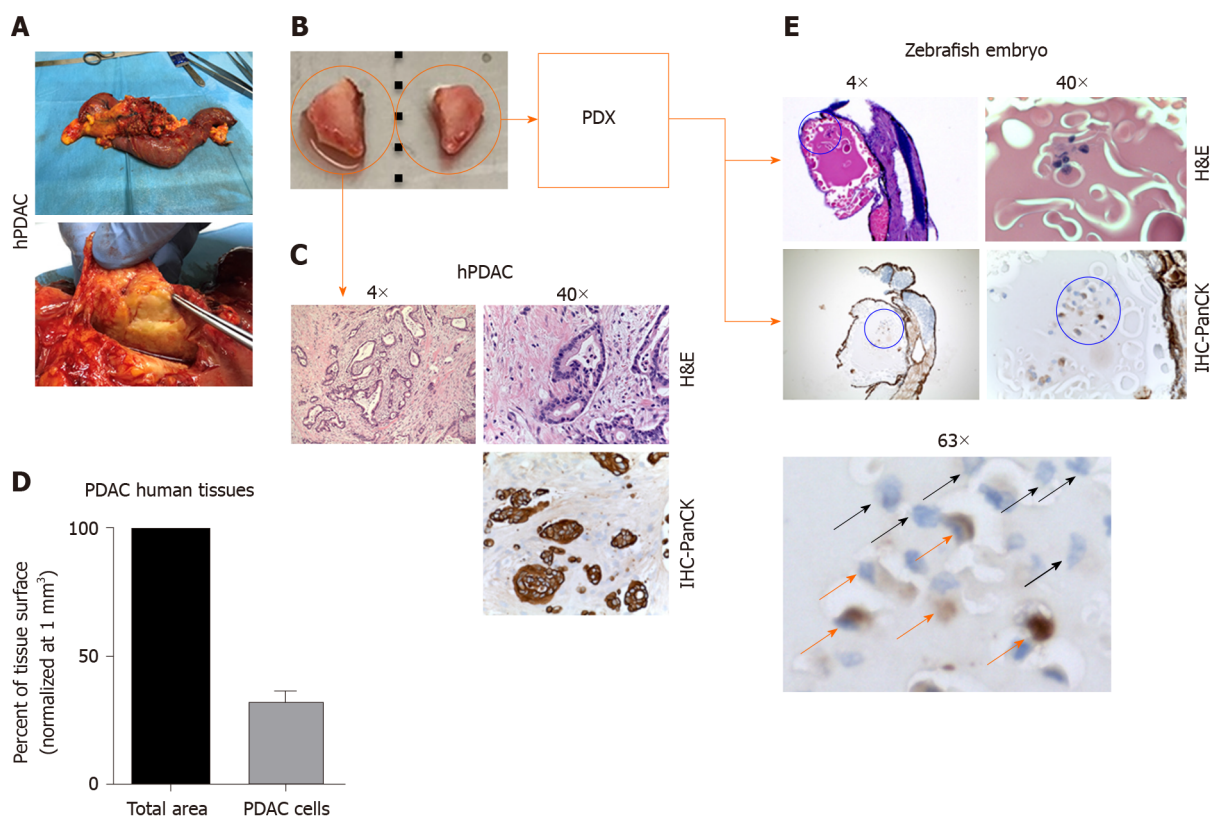 A
hPDAC
B
PDX
C
hPDAC
4×
40×
H&E
IHC-PanCK
D
PDAC human tissues
Percent of tissue surface
(normalized at 1 mm³)
100
50
0
Total area
PDAC cells
E
Zebrafish embryo
4×
40×
H&E
IHC-PanCK
63×